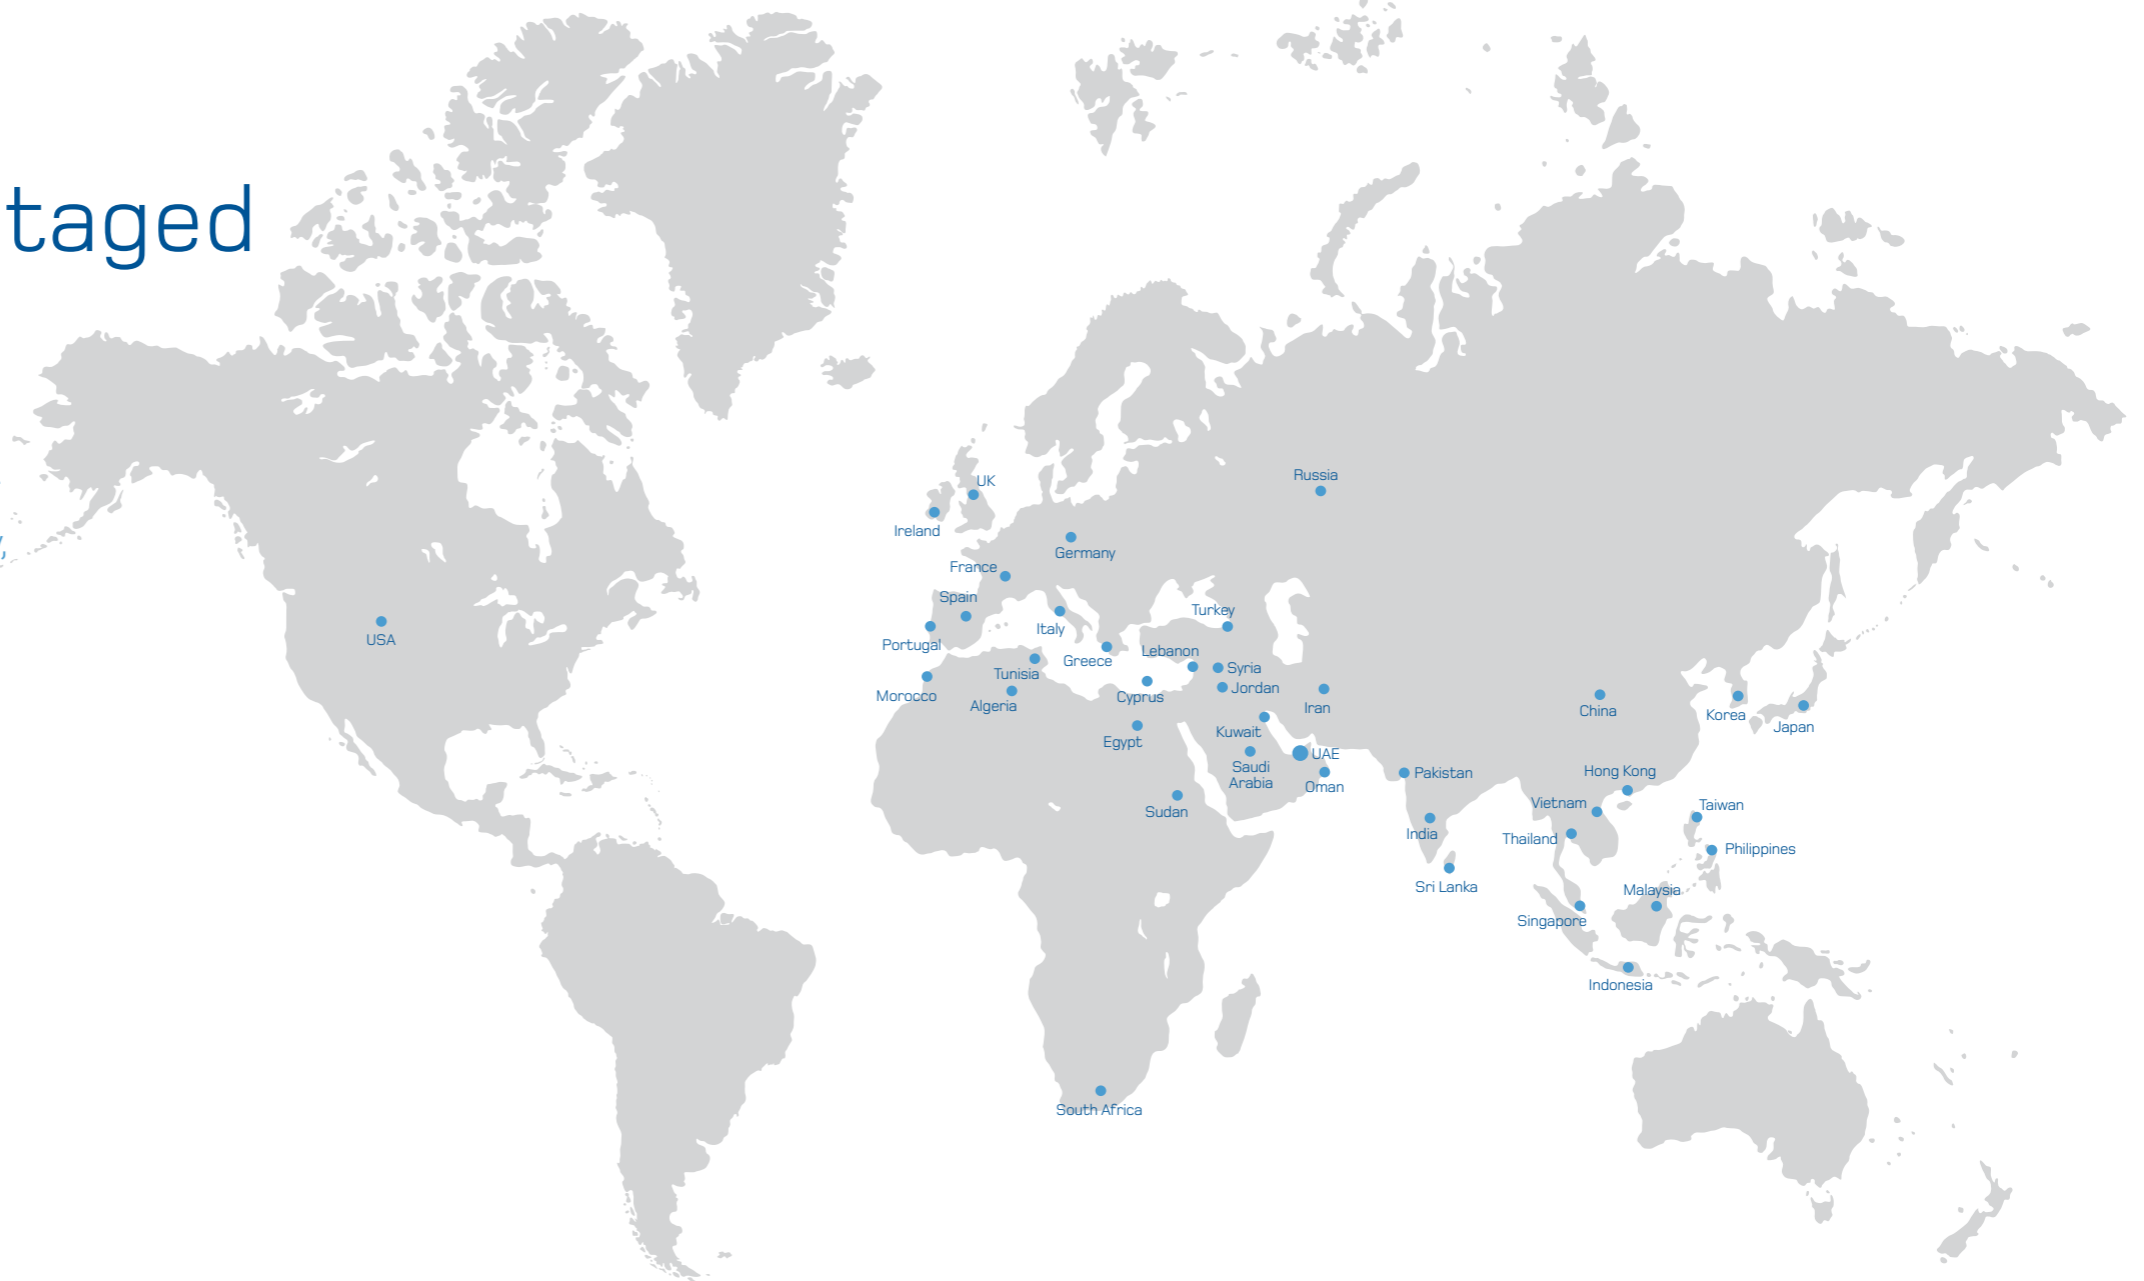 taged
Russia
UK
Ireland
Germany
France
Spain
Turkey
Italy
USA
Portugal
Lebanon
Greece
Syria
Tunisia
Jordan
Morocco
Cyprus
Algeria
Iran
China
Korea
Japan
Kuwait
Egypt
UAE
Saudi
Arabia
Oman
Pakistan
Hong Kong
Vietnam
Taiwan
Sudan
India
Thailand
Philippines
Sri Lanka
Malaysia
Singapore
Indonesia
South Africa